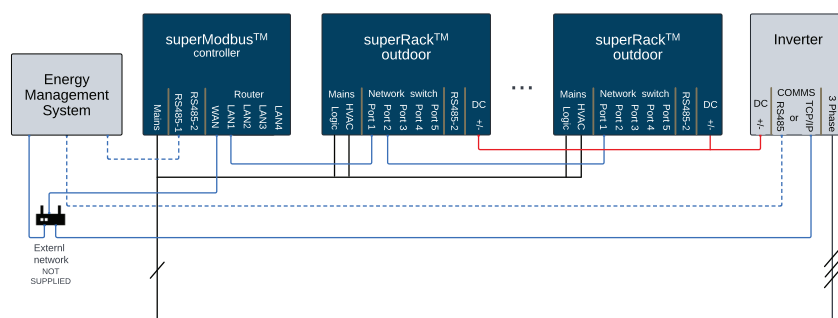 Energy
Management
System
superModbus™
controller
Router
Mains
RS485-1
RS485-2
WAN
LAN1
LAN2
LAN3
LAN4
superRack™
outdoor
Mains
Network switch
Logic
HVAC
Port 1
Port 2
Port 3
Port 4
Port 5
RS485-2
DC
+/-
...
superRack™
outdoor
Mains
Network switch
Logic
HVAC
Port 1
Port 2
Port 3
Port 4
Port 5
RS485-2
DC
+/-
Inverter
COMMS
DC
+/-
RS485
or
TCP/IP
3 Phase
Externl
network
NOT
SUPPLIED